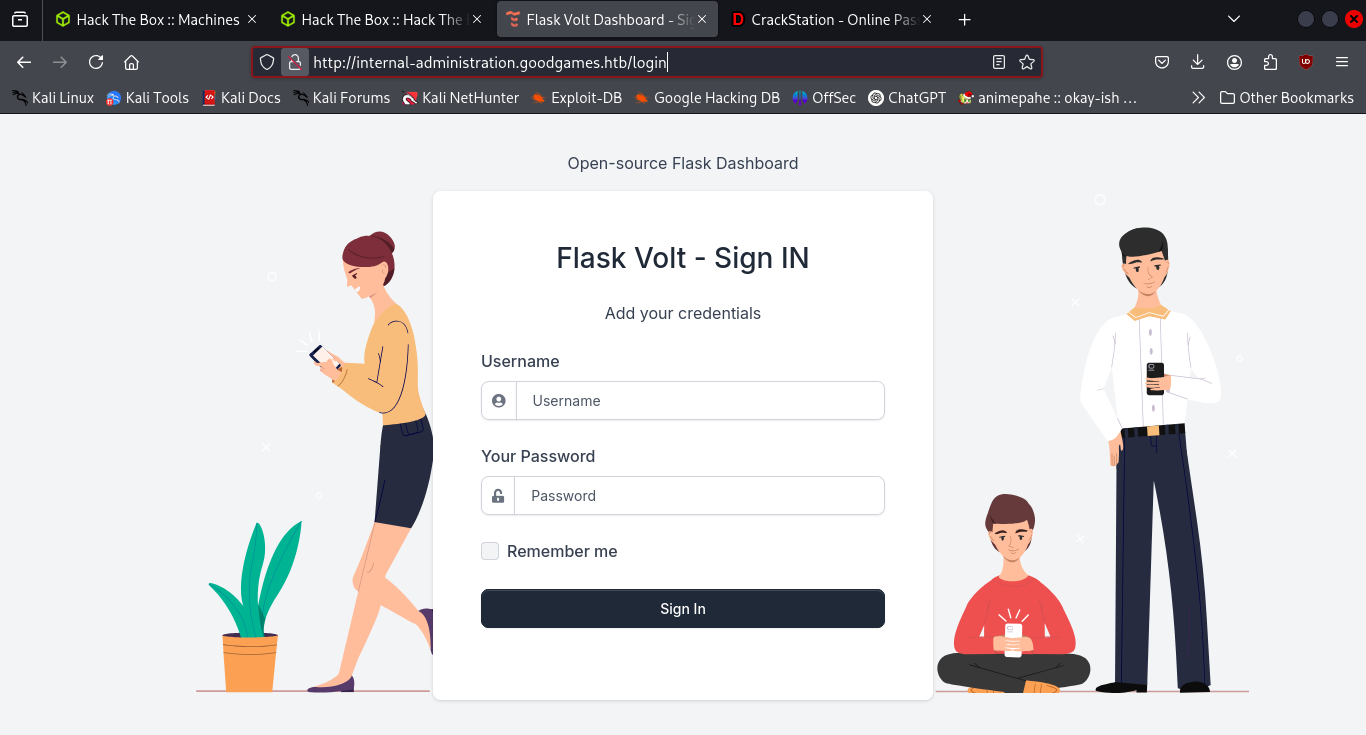 Hack The Box :: Machines
Hack The Box :: Hack The
Flask Volt Dashboard - Sig
CrackStation - Online Pas
http://internal-administration.goodgames.htb/login
Kali Linux
Kali Tools
Kali Docs
Kali Forums
Kali NetHunter
Exploit-DB
Google Hacking DB
OffSec
ChatGPT
animepahe :: okay-ish ...
Other Bookmarks
Open-source Flask Dashboard
Flask Volt - Sign IN
Add your credentials
Username
Username
Your Password
Password
Remember me
Sign In